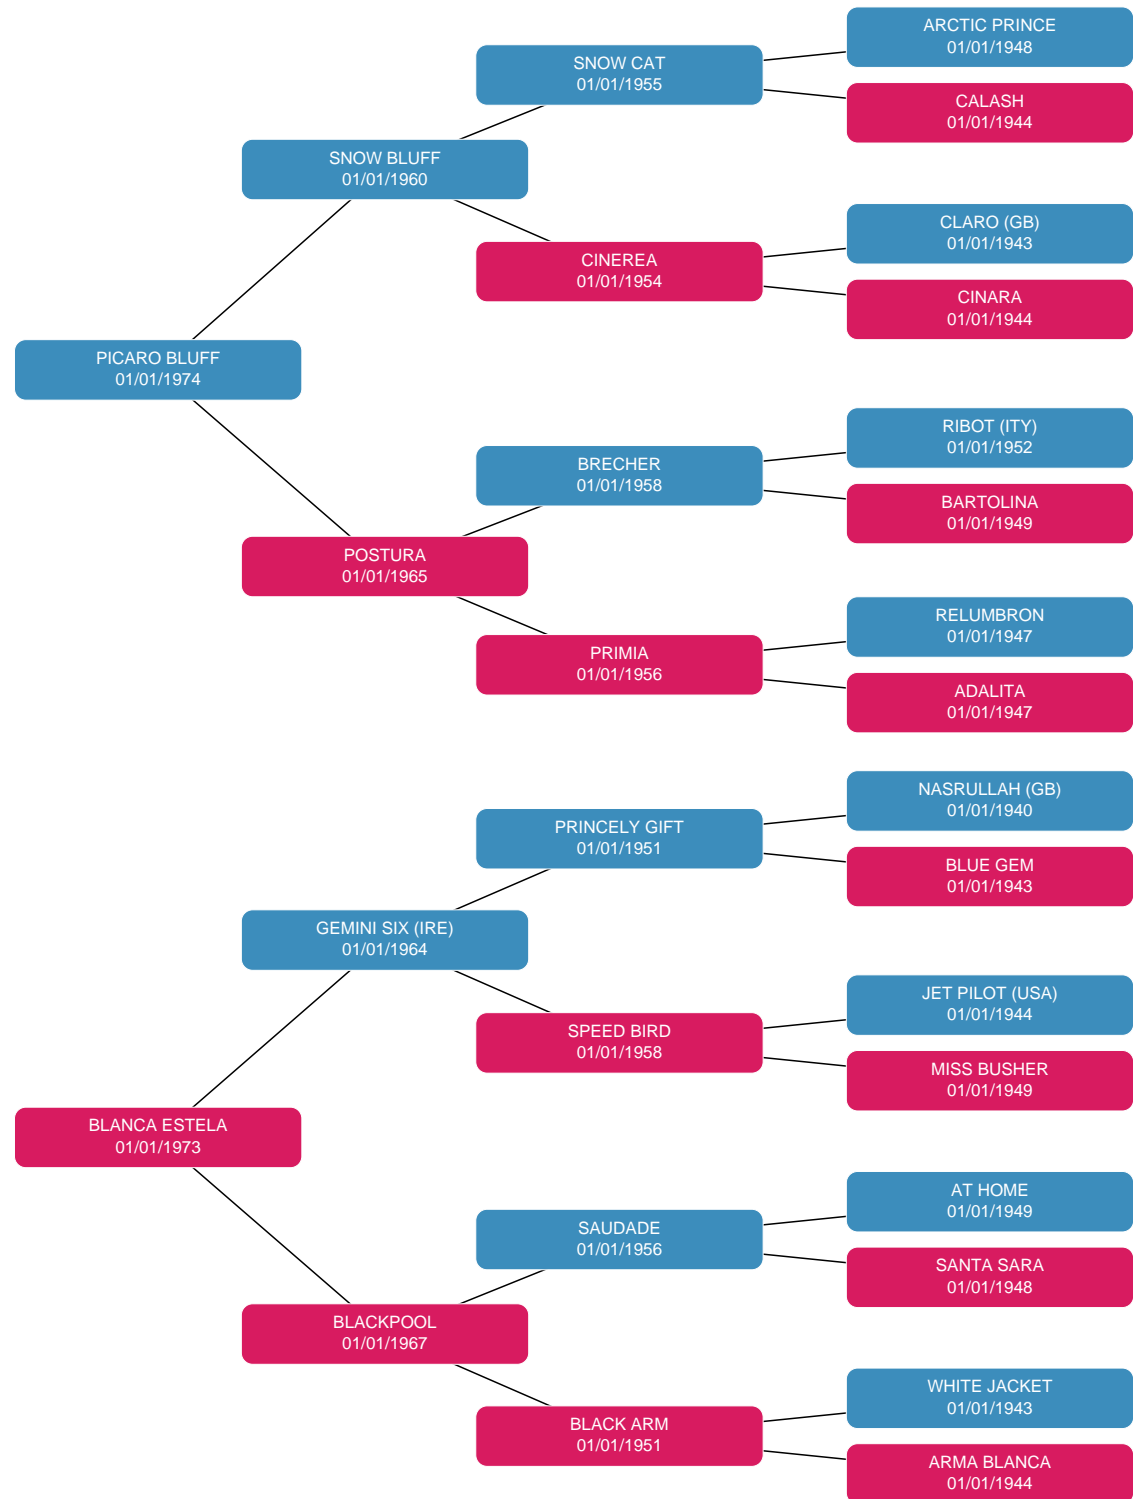 ARCTIC PRINCE
01/01/1948
SNOW CAT
01/01/1955
CALASH
01/01/1944
SNOW BLUFF
01/01/1960
CLARO (GB)
01/01/1943
CINEREA
01/01/1954
CINARA
01/01/1944
PICARO BLUFF
01/01/1974
RIBOT (ITY)
01/01/1952
BRECHER
01/01/1958
BARTOLINA
01/01/1949
POSTURA
01/01/1965
RELUMBRON
01/01/1947
PRIMIA
01/01/1956
ADALITA
01/01/1947
NASRULLAH (GB)
01/01/1940
PRINCELY GIFT
01/01/1951
BLUE GEM
01/01/1943
GEMINI SIX (IRE)
01/01/1964
JET PILOT (USA)
01/01/1944
SPEED BIRD
01/01/1958
MISS BUSHER
01/01/1949
BLANCA ESTELA
01/01/1973
AT HOME
01/01/1949
SAUDADE
01/01/1956
SANTA SARA
01/01/1948
BLACKPOOL
01/01/1967
WHITE JACKET
01/01/1943
BLACK ARM
01/01/1951
ARMA BLANCA
01/01/1944